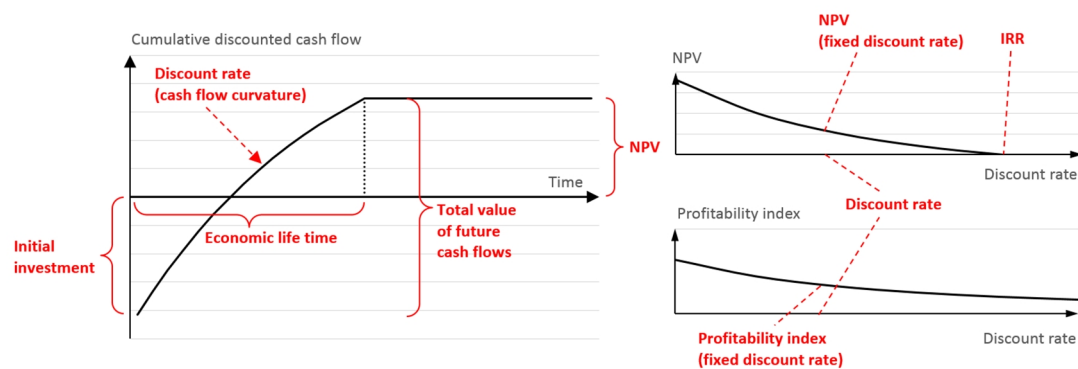 Cumulative discounted cash flow
Discount rate
(cash flow curvature)
Time
NPV
Economic life time
Total value
of future
cash flows
Initial
investment
NPV
(fixed discount rate)
IRR
NPV
Discount rate
Discount rate
Profitability index
Discount rate
Profitability index
(fixed discount rate)